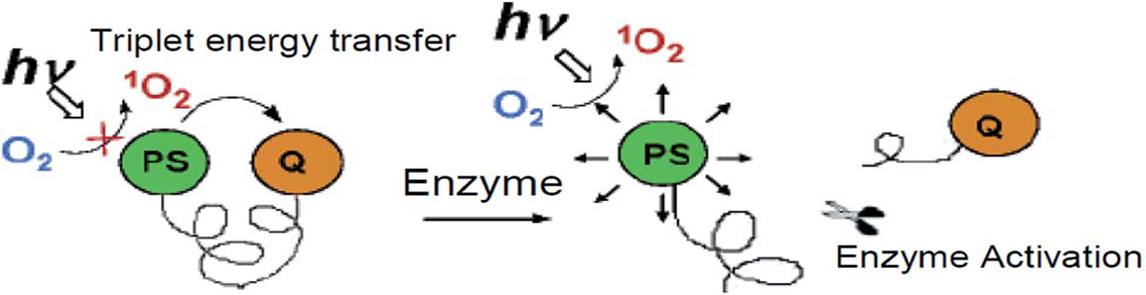 hν
Triplet energy transfer
¹O₂
O₂
PS
Q
Enzyme
hν
¹O₂
O₂
PS
Q
Enzyme Activation